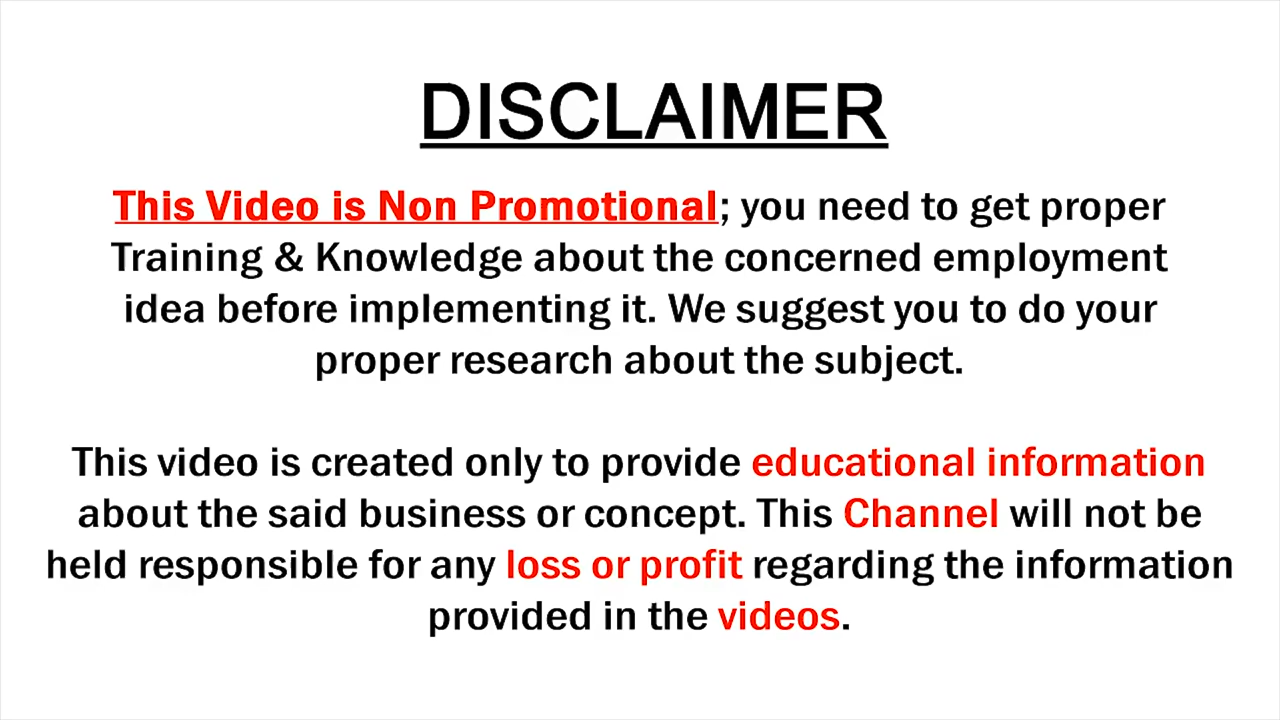 DISCLAIMER
This Video is Non Promotional; you need to get proper
Training & Knowledge about the concerned employment
idea before implementing it. We suggest you to do your
proper research about the subject.
This video is created only to provide educational information
about the said business or concept. This Channel will not be
held responsible for any loss or profit regarding the information
provided in the videos.